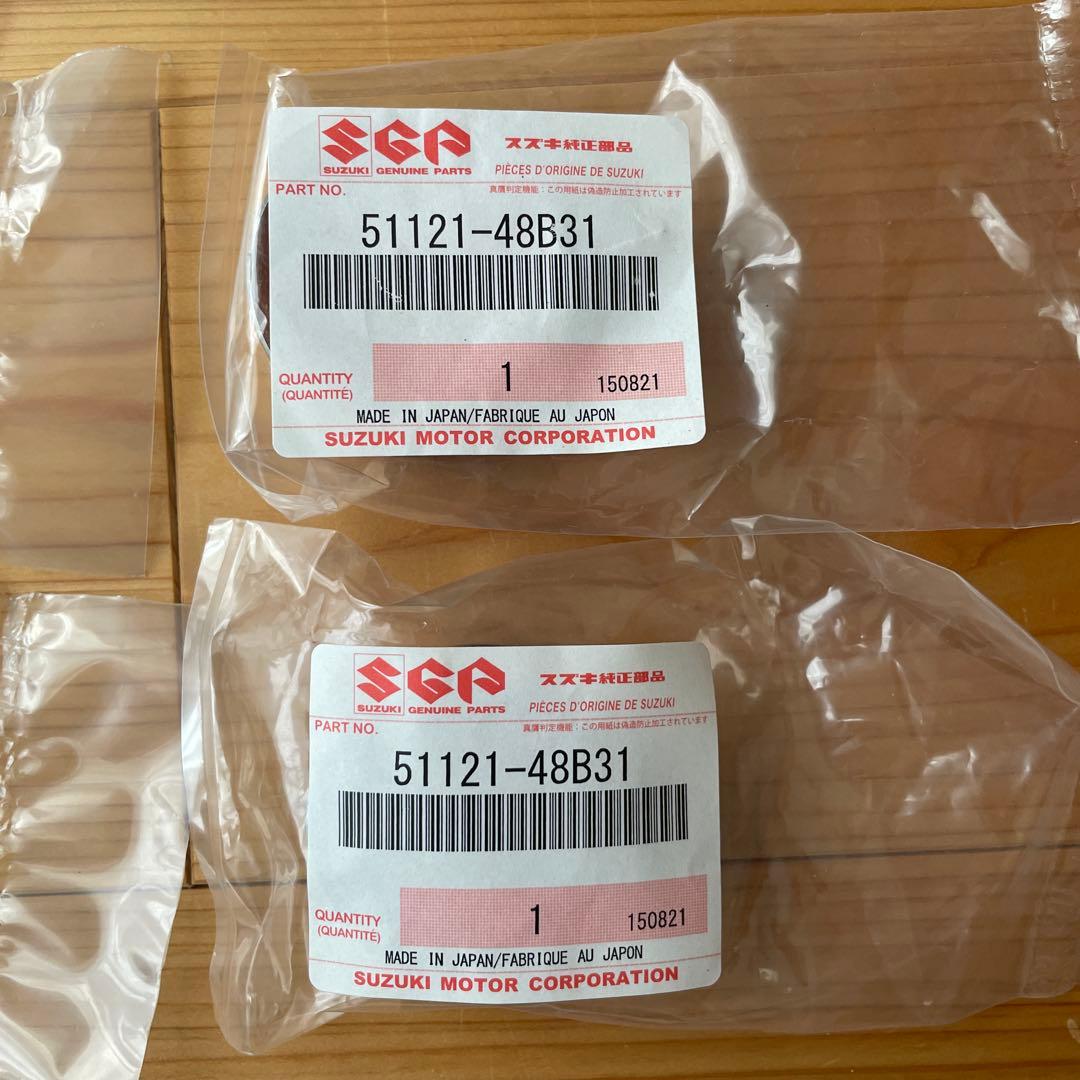 SGP
スズキ純正部品
SUZUKI GENUINE PARTS
PIÈCES D'ORIGINE DE SUZUKI
PART NO.
真贋判定機能：この用紙は偽造防止加工されています
51121-48B31
QUANTITY
(QUANTITÉ)
1
150821
MADE IN JAPAN/FABRIQUE AU JAPON
SUZUKI MOTOR CORPORATION
SGP
スズキ純正部品
SUZUKI GENUINE PARTS
PIÈCES D'ORIGINE DE SUZUKI
PART NO.
真贋判定機能：この用紙は偽造防止加工されています
51121-48B31
QUANTITY
(QUANTITÉ)
1
150821
MADE IN JAPAN/FABRIQUE AU JAPON
SUZUKI MOTOR CORPORATION